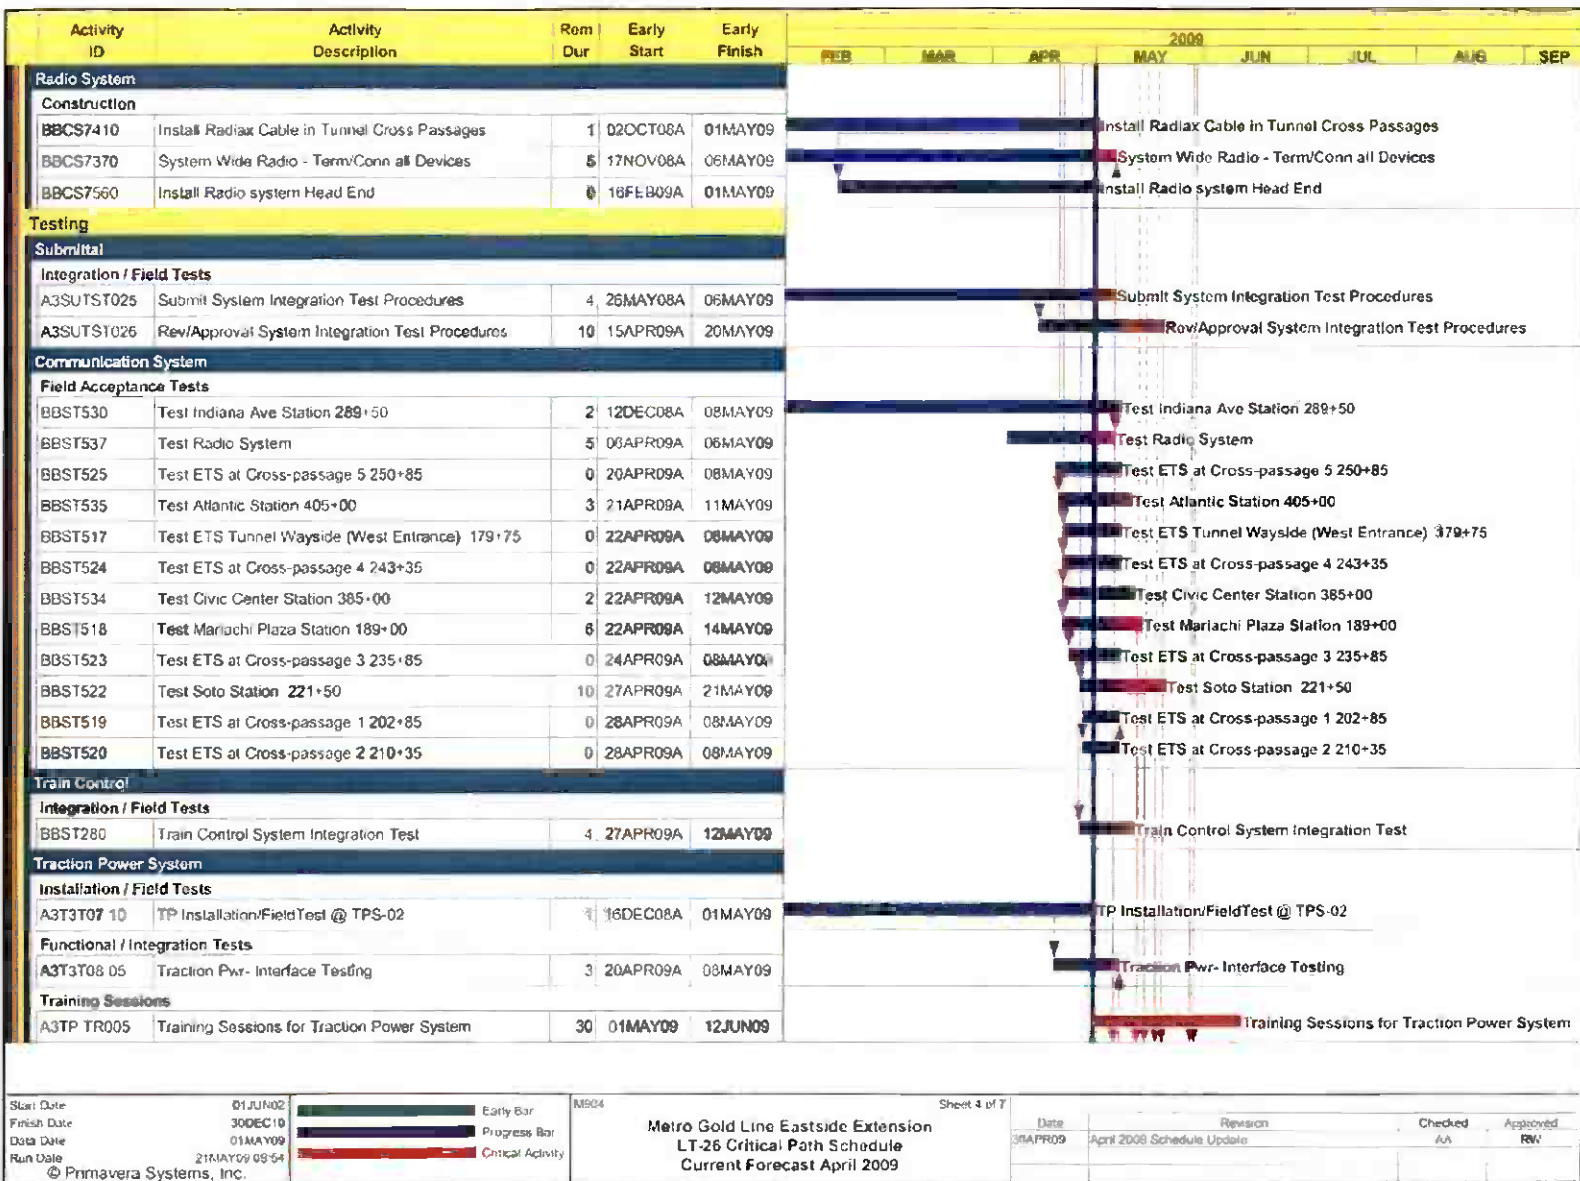 Activity ID Activity Description Rem Dur Early Start Early Finish
2009
FEB MAR APR MAY JUN JUL AUG SEP
Radio System
Construction
BBCS7410 Install Radiax Cable in Tunnel Cross Passages 1 02OCT08A 01MAY09 Install Radiax Cable in Tunnel Cross Passages
BBCS7370 System Wide Radio - Term/Conn all Devices 5 17NOV08A 06MAY09 System Wide Radio - Term/Conn all Devices
BBCS7560 Install Radio system Head End 0 16FEB09A 01MAY09 Install Radio system Head End
Testing
Submittal
Integration / Field Tests
A3SUTST025 Submit System Integration Test Procedures 4 26MAY08A 06MAY09 Submit System Integration Test Procedures
A3SUTST026 Rev/Approval System Integration Test Procedures 10 15APR09A 20MAY09 Rev/Approval System Integration Test Procedures
Communication System
Field Acceptance Tests
BBST530 Test Indiana Ave Station 289+50 2 12DEC08A 08MAY09 Test Indiana Ave Station 289+50
BBST537 Test Radio System 5 06APR09A 06MAY09 Test Radio System
BBST525 Test ETS at Cross-passage 5 250+85 0 20APR09A 08MAY09 Test ETS at Cross-passage 5 250+85
BBST535 Test Atlantic Station 405+00 3 21APR09A 11MAY09 Test Atlantic Station 405+00
BBST517 Test ETS Tunnel Wayside (West Entrance) 179+75 0 22APR09A 08MAY09 Test ETS Tunnel Wayside (West Entrance) 379+75
BBST524 Test ETS at Cross-passage 4 243+35 0 22APR09A 08MAY09 Test ETS at Cross-passage 4 243+35
BBST534 Test Civic Center Station 385+00 2 22APR09A 12MAY09 Test Civic Center Station 385+00
BBST518 Test Mariachi Plaza Station 189+00 6 22APR09A 14MAY09 Test Mariachi Plaza Station 189+00
BBST523 Test ETS at Cross-passage 3 235+85 0 24APR09A 08MAY09 Test ETS at Cross-passage 3 235+85
BBST522 Test Soto Station 221+50 10 27APR09A 21MAY09 Test Soto Station 221+50
BBST519 Test ETS at Cross-passage 1 202+85 0 28APR09A 08MAY09 Test ETS at Cross-passage 1 202+85
BBST520 Test ETS at Cross-passage 2 210+35 0 28APR09A 08MAY09 Test ETS at Cross-passage 2 210+35
Train Control
Integration / Field Tests
BBST280 Train Control System Integration Test 4 27APR09A 12MAY09 Train Control System Integration Test
Traction Power System
Installation / Field Tests
A3T3T07 10 TP Installation/FieldTest @ TPS-02 1 16DEC08A 01MAY09 TP Installation/FieldTest @ TPS-02
Functional / Integration Tests
A3T3T08 05 Traction Pwr- Interface Testing 3 20APR09A 08MAY09 Traction Pwr- Interface Testing
Training Sessions
A3TP TR005 Training Sessions for Traction Power System 30 01MAY09 12JUN09 Training Sessions for Traction Power System
Start Date 01JUN02
Finish Date 30DEC10
Data Date 01MAY09
Run Date 21MAY09 08:54
© Primavera Systems, Inc.
Early Bar
Progress Bar
Critical Activity
M904
Sheet 4 of 7
Metro Gold Line Eastside Extension
LT-26 Critical Path Schedule
Current Forecast April 2009
Date Revision Checked Approved
30APR09 April 2009 Schedule Update AA RW